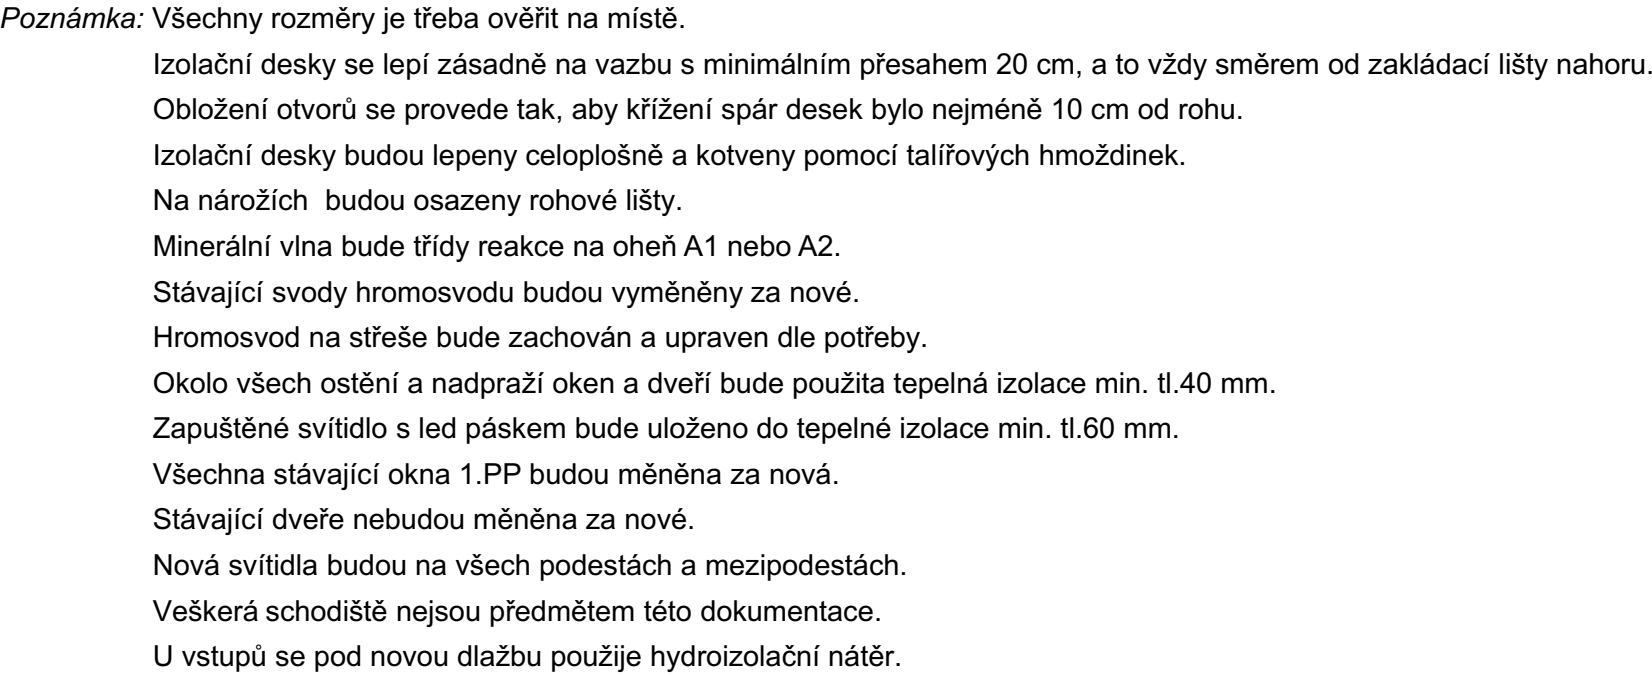 Poznámka: Všechny rozměry je třeba ověřit na místě.
Izolační desky se lepí zásadně na vazbu s minimálním přesahem 20 cm, a to vždy směrem od zakládací lišty nahoru.
Obložení otvorů se provede tak, aby křížení spár desek bylo nejméně 10 cm od rohu.
Izolační desky budou lepeny celoplošně a kotveny pomocí talířových hmoždinek.
Na nárožích  budou osazeny rohové lišty.
Minerální vlna bude třídy reakce na oheň A1 nebo A2.
Stávající svody hromosvodu budou vyměněny za nové.
Hromosvod na střeše bude zachován a upraven dle potřeby.
Okolo všech ostění a nadpraží oken a dveří bude použita tepelná izolace min. tl.40 mm.
Zapuštěné svítidlo s led páskem bude uloženo do tepelné izolace min. tl.60 mm.
Všechna stávající okna 1.PP budou měněna za nová.
Stávající dveře nebudou měněna za nové.
Nová svítidla budou na všech podestách a mezipodestách.
Veškerá schodiště nejsou předmětem této dokumentace.
U vstupů se pod novou dlažbu použije hydroizolační nátěr.